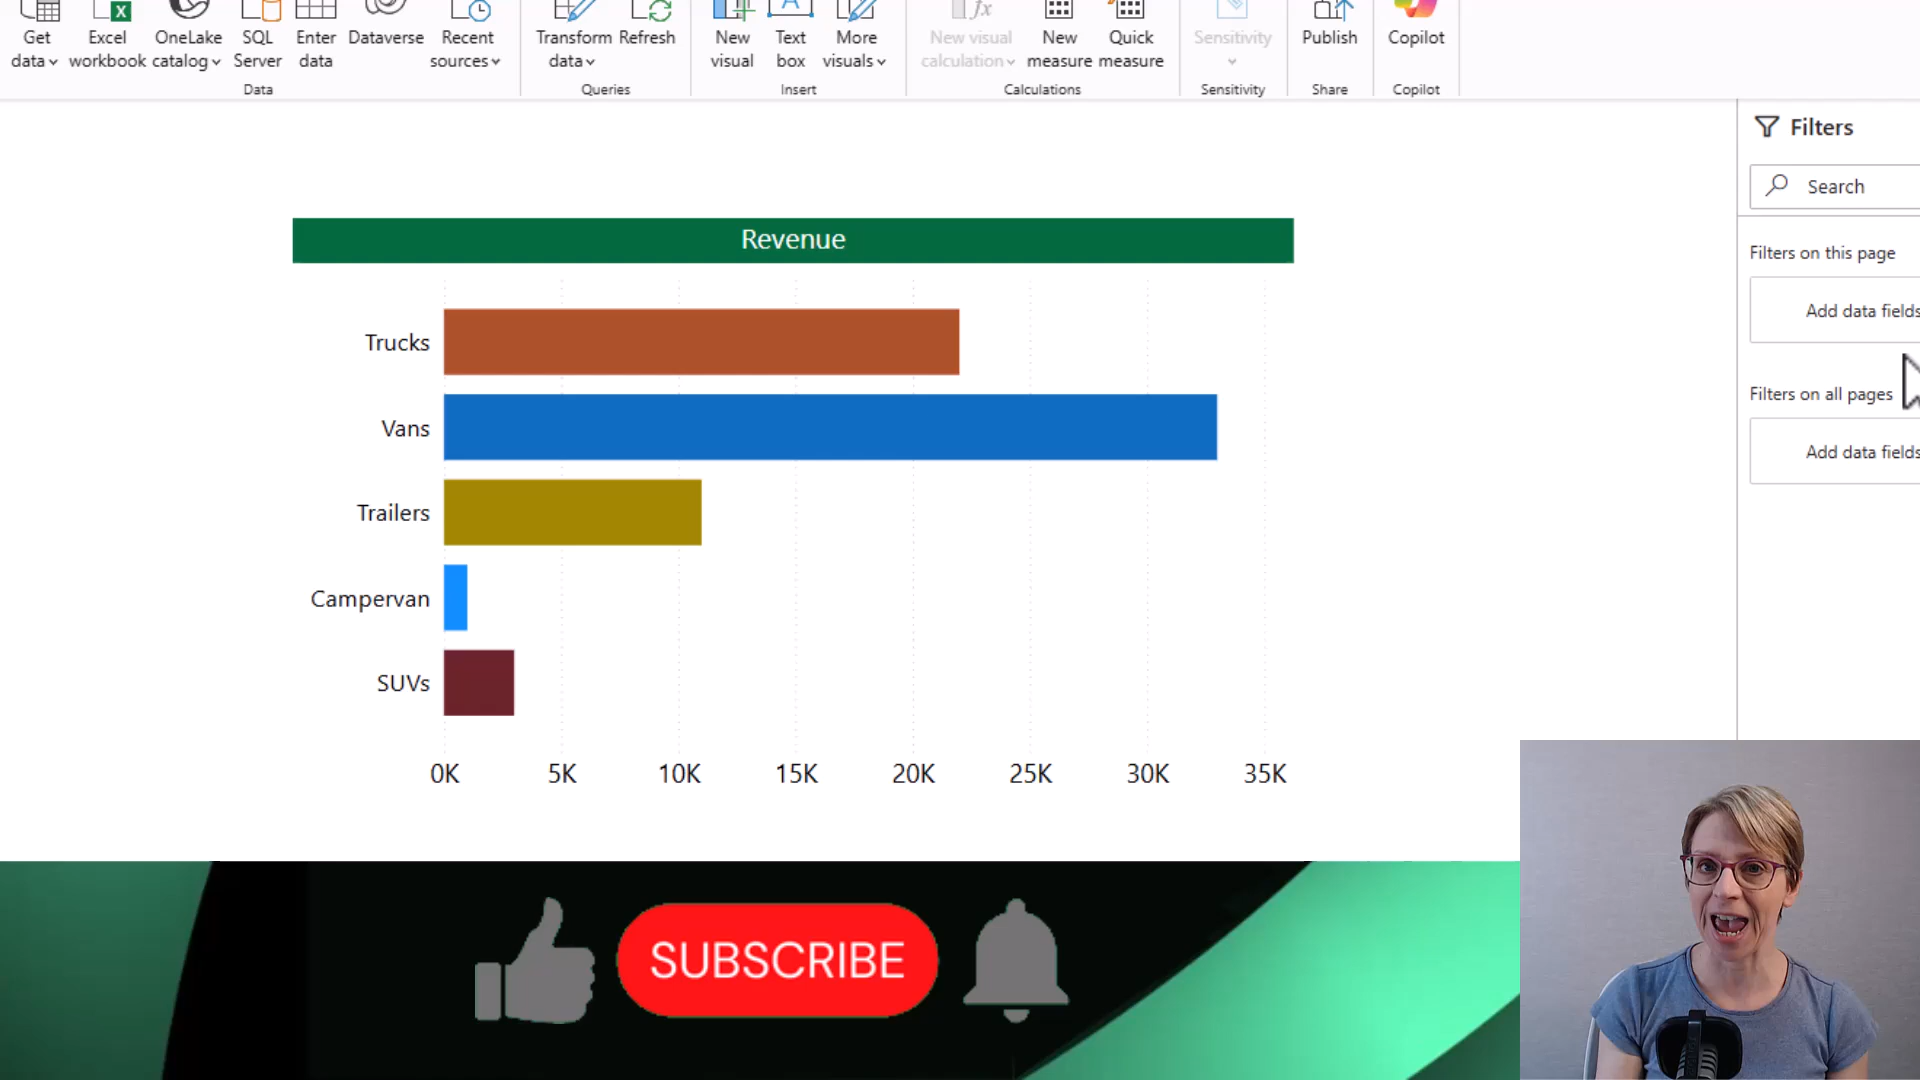 Get data
Excel workbook
OneLake catalog
SQL Server
Enter data
Dataverse
Recent sources
Transform data
Refresh
New visual
Text box
More visuals
New visual calculation
New measure
Quick measure
Sensitivity
Publish
Copilot
Data
Queries
Insert
Calculations
Sensitivity
Share
Copilot
Filters
Search
Filters on this page
Add data fields
Filters on all pages
Add data fields
Revenue
Trucks
Vans
Trailers
Campervan
SUVs
0K 5K 10K 15K 20K 25K 30K 35K
SUBSCRIBE